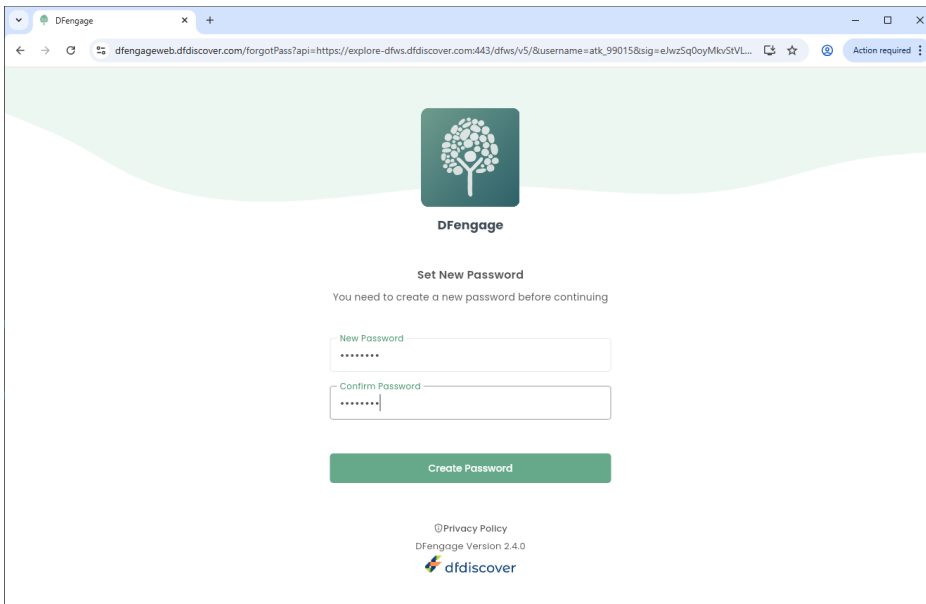 DFengage
dfengageweb.dfdiscover.com/forgotPass?api=https://explore-dfws.dfdiscover.com:443/dfws/v5/&username=atk_99015&sig=eJwzSq0oyMkvStVL...
Action required
DFengage
Set New Password
You need to create a new password before continuing
New Password
••••••••
Confirm Password
••••••••
Create Password
Privacy Policy
DFengage Version 2.4.0
dfdiscover